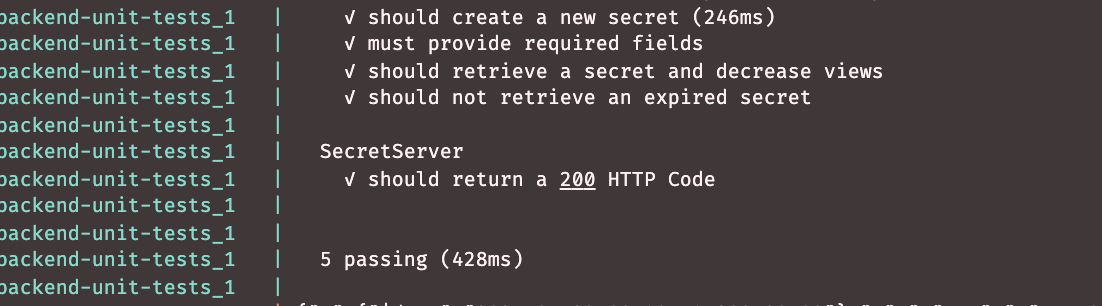 backend-unit-tests_1 | √ should create a new secret (246ms)
backend-unit-tests_1 | √ must provide required fields
backend-unit-tests_1 | √ should retrieve a secret and decrease views
backend-unit-tests_1 | √ should not retrieve an expired secret
backend-unit-tests_1 |
backend-unit-tests_1 | SecretServer
backend-unit-tests_1 | √ should return a 200 HTTP Code
backend-unit-tests_1 |
backend-unit-tests_1 |
backend-unit-tests_1 | 5 passing (428ms)
backend-unit-tests_1 |